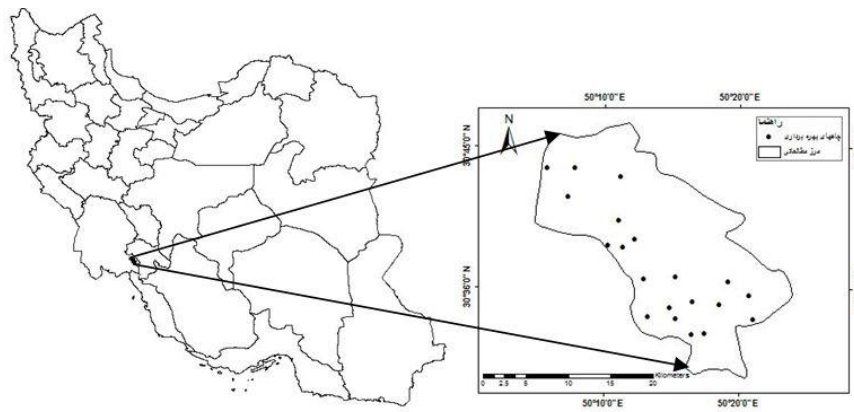 50°10'0"E 50°20'0"E
N
راهنما
چاههای بهره برداری
مرز مطالعاتی
30°45'0"N
30°36'0"N
Kilometers
0 2.5 5 10 15 20
50°10'0"E 50°20'0"E